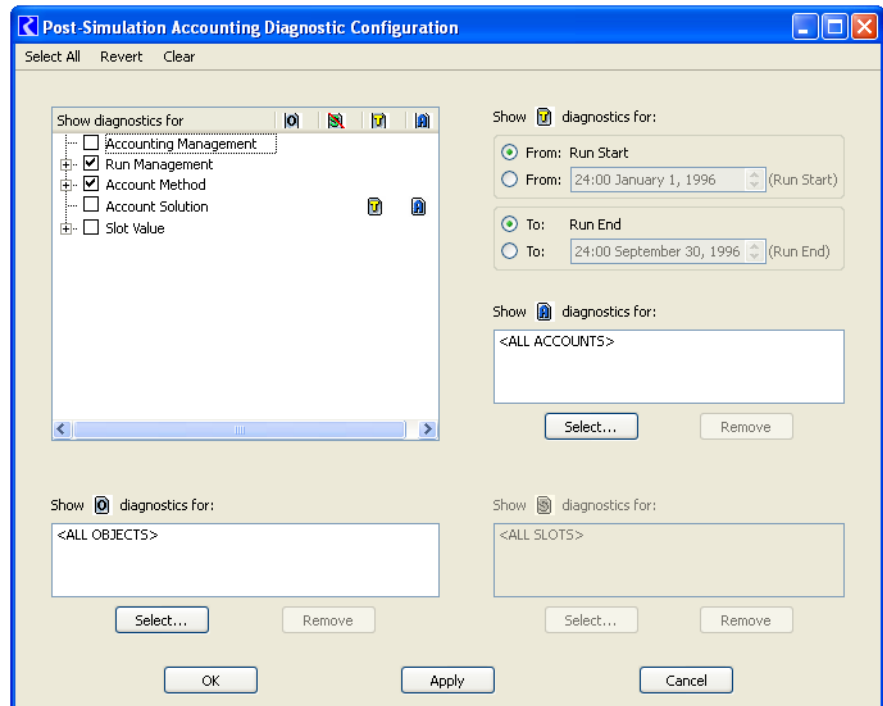 Post-Simulation Accounting Diagnostic Configuration
Select All Revert Clear
Show diagnostics for O S T A
Accounting Management
Run Management
Account Method
Account Solution T A
Slot Value
Show T diagnostics for:
From: Run Start
From: 24:00 January 1, 1996 (Run Start)
To: Run End
To: 24:00 September 30, 1996 (Run End)
Show A diagnostics for:
<ALL ACCOUNTS>
Select... Remove
Show O diagnostics for:
<ALL OBJECTS>
Select... Remove
Show S diagnostics for:
<ALL SLOTS>
Select... Remove
OK Apply Cancel